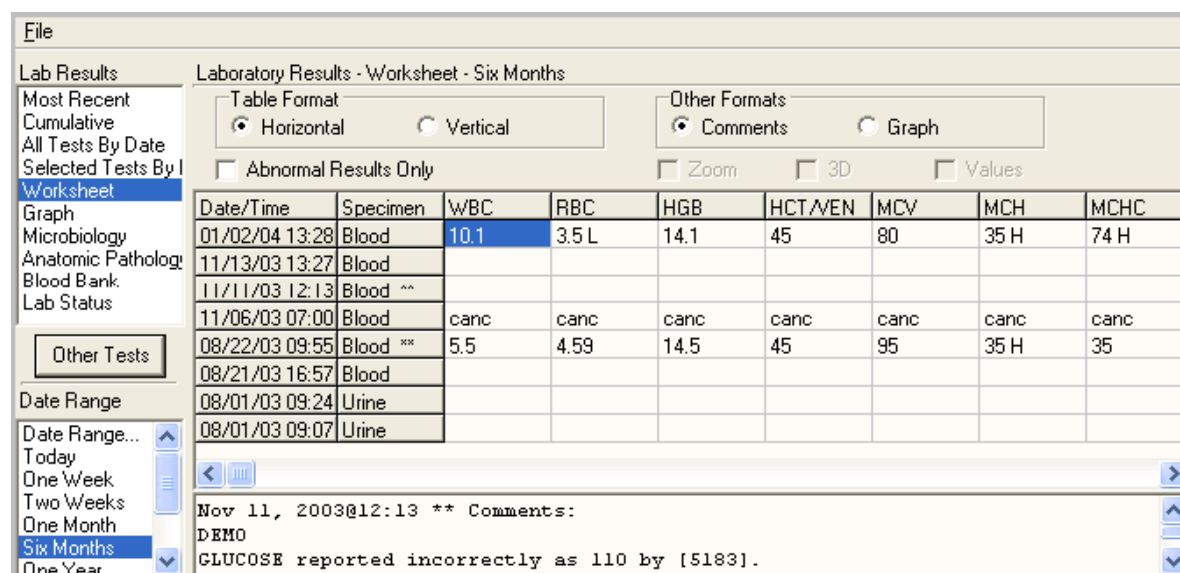 File
Lab Results
Laboratory Results - Worksheet - Six Months
Most Recent
Cumulative
All Tests By Date
Selected Tests By
Worksheet
Graph
Microbiology
Anatomic Patholog
Blood Bank
Lab Status
Other Tests
Date Range
Date Range...
Today
One Week
Two Weeks
One Month
Six Months
One Year
Table Format
Horizontal Vertical
Other Formats
Comments Graph
Abnormal Results Only
Zoom 3D Values
Date/Time Specimen WBC RBC HGB HCT/VEN MCV MCH MCHC
01/02/04 13:28 Blood 10.1 3.5 L 14.1 45 80 35 H 74 H
11/13/03 13:27 Blood
11/11/03 12:13 Blood **
11/06/03 07:00 Blood canc canc canc canc canc canc canc
08/22/03 09:55 Blood ** 5.5 4.59 14.5 45 95 35 H 35
08/21/03 16:57 Blood
08/01/03 09:24 Urine
08/01/03 09:07 Urine
Nov 11, 2003@12:13 ** Comments:
DEMO
GLUCOSE reported incorrectly as 110 by [5183].